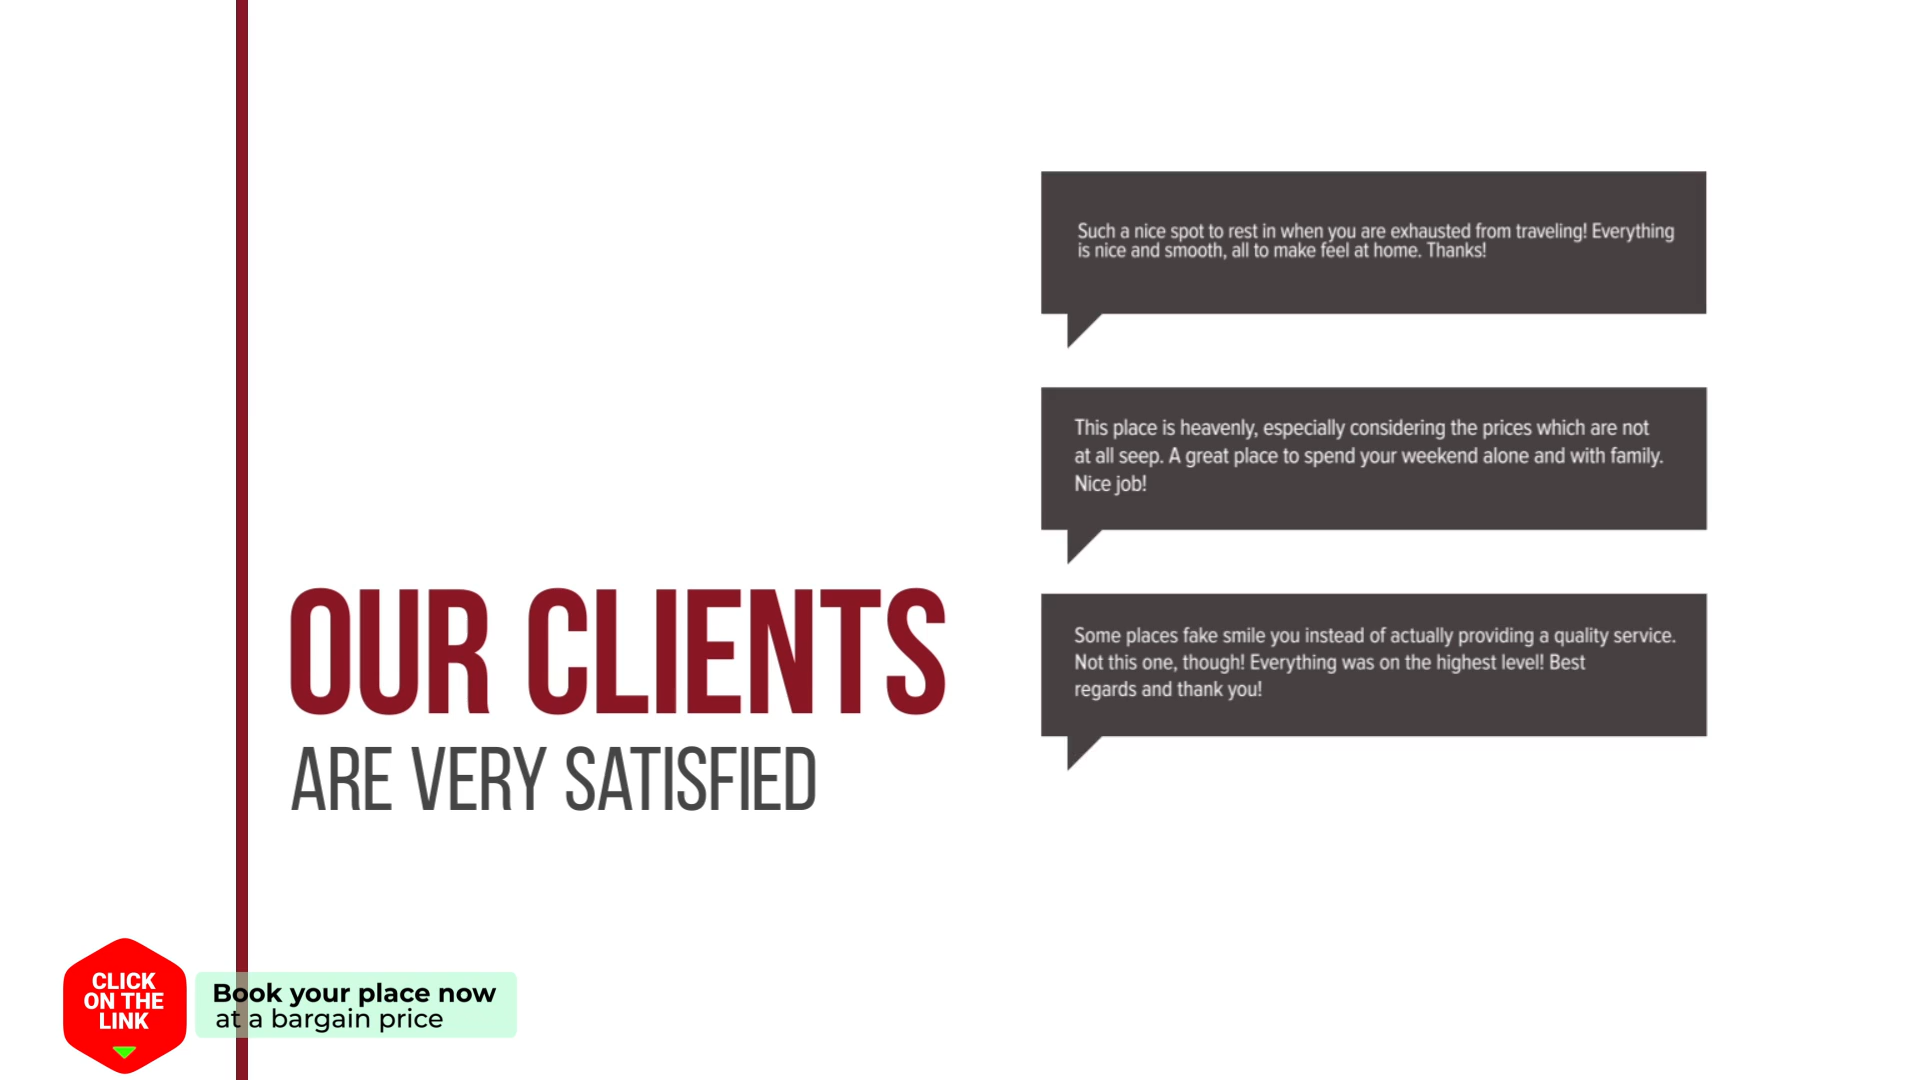 Such a nice spot to rest in when you are exhausted from traveling! Everything
is nice and smooth, all to make feel at home. Thanks!
This place is heavenly, especially considering the prices which are not
at all seep. A great place to spend your weekend alone and with family.
Nice job!
Some places fake smile you instead of actually providing a quality service.
Not this one, though! Everything was on the highest level! Best
regards and thank you!
OUR CLIENTS
ARE VERY SATISFIED
CLICK
ON THE
LINK
Book your place now
at a bargain price